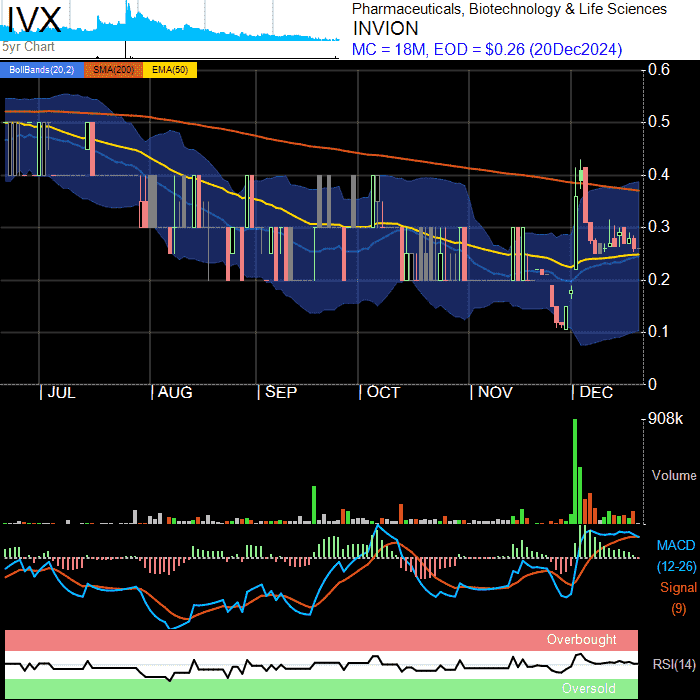 IVX
5yr Chart
Pharmaceuticals, Biotechnology & Life Sciences
INVION
MC = 18M, EOD = $0.26 (20Dec2024)
BollBands(20,2) SMA(200) EMA(50)
0.6
0.5
0.4
0.3
0.2
0.1
0
JUL AUG SEP OCT NOV DEC
908k
Volume
MACD
(12-26)
Signal
(9)
Overbought
RSI(14)
Oversold